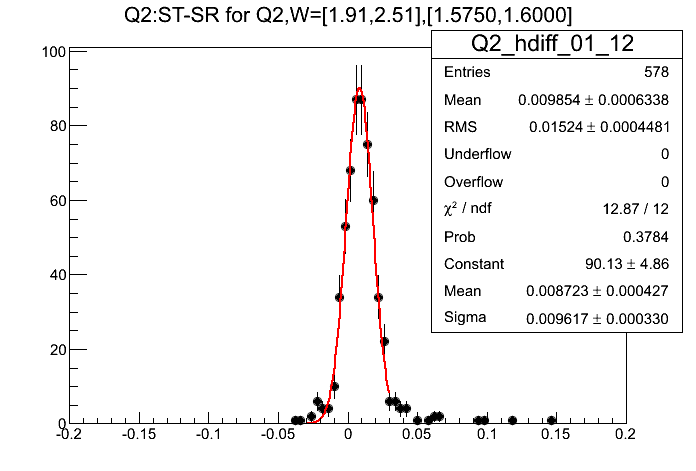 Q2:ST-SR for Q2,W=[1.91,2.51],[1.5750,1.6000]
Q2_hdiff_01_12
Entries 578
Mean 0.009854 ± 0.0006338
RMS 0.01524 ± 0.0004481
Underflow 0
Overflow 0
χ² / ndf 12.87 / 12
Prob 0.3784
Constant 90.13 ± 4.86
Mean 0.008723 ± 0.000427
Sigma 0.009617 ± 0.000330
100
80
60
40
20
0
-0.2 -0.15 -0.1 -0.05 0 0.05 0.1 0.15 0.2